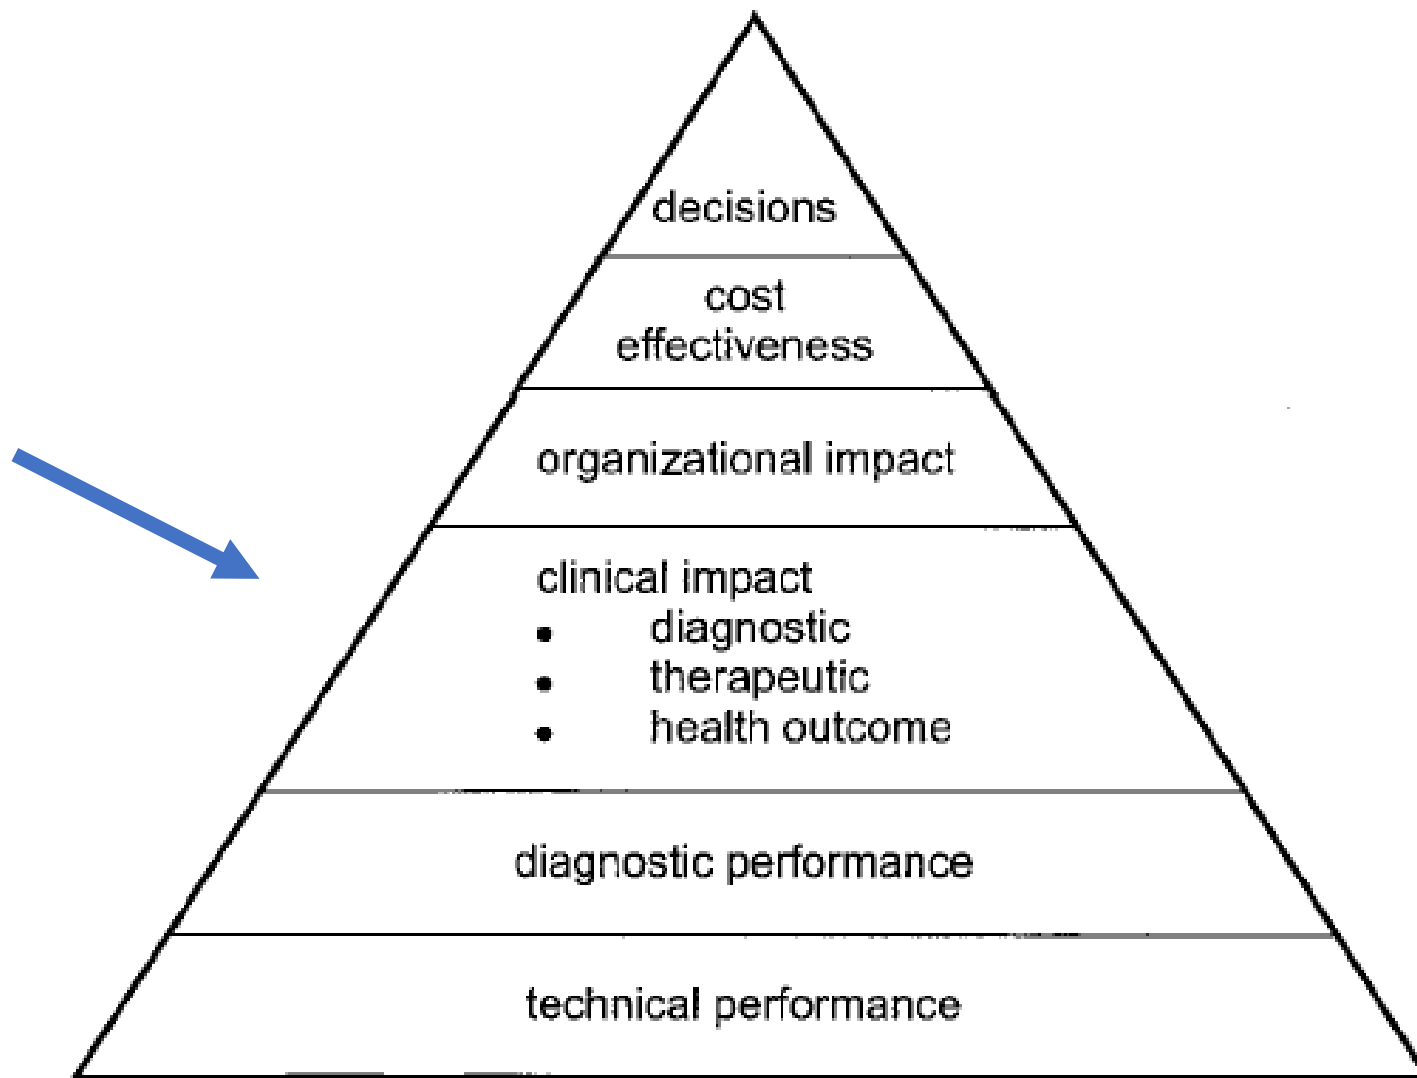 decisions
cost
effectiveness
organizational impact
clinical impact
• diagnostic
• therapeutic
• health outcome
diagnostic performance
technical performance